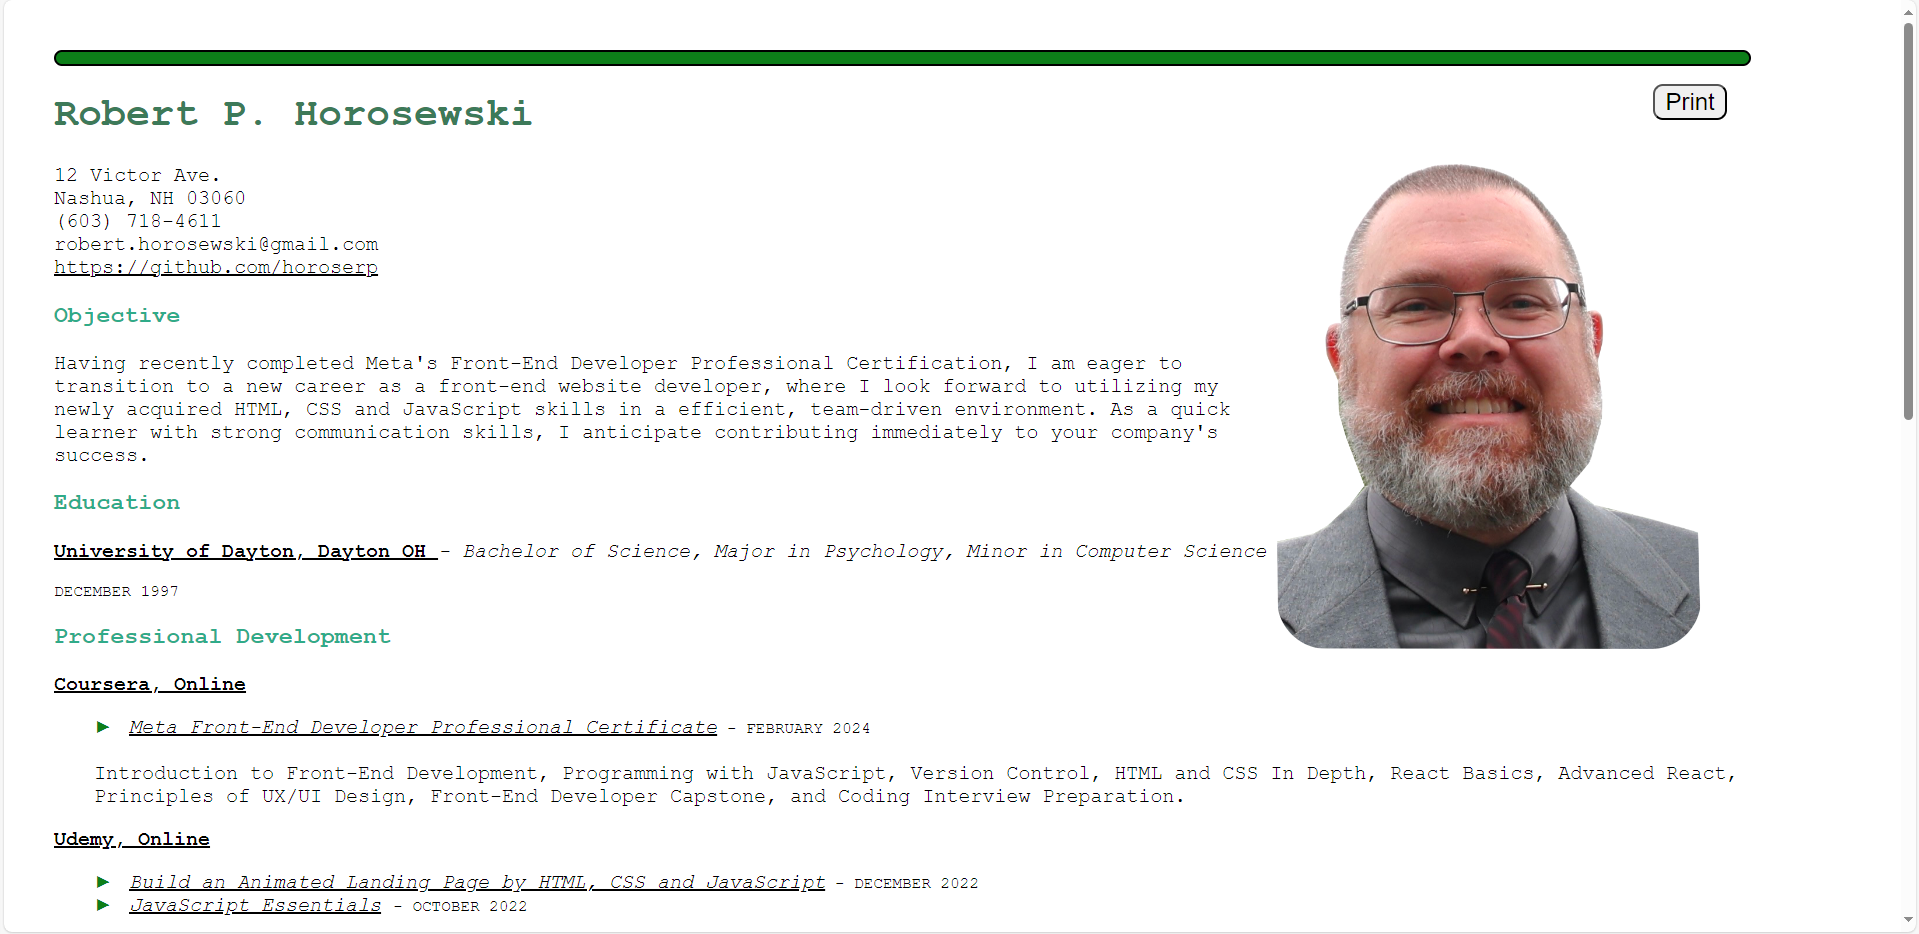 Robert P. Horosewski
Print
12 Victor Ave.
Nashua, NH 03060
(603) 718-4611
robert.horosewski@gmail.com
https://github.com/horoserp
Objective
Having recently completed Meta's Front-End Developer Professional Certification, I am eager to
transition to a new career as a front-end website developer, where I look forward to utilizing my
newly acquired HTML, CSS and JavaScript skills in a efficient, team-driven environment. As a quick
learner with strong communication skills, I anticipate contributing immediately to your company's
success.
Education
University of Dayton, Dayton OH - Bachelor of Science, Major in Psychology, Minor in Computer Science
DECEMBER 1997
Professional Development
Coursera, Online
► Meta Front-End Developer Professional Certificate - FEBRUARY 2024
Introduction to Front-End Development, Programming with JavaScript, Version Control, HTML and CSS In Depth, React Basics, Advanced React,
Principles of UX/UI Design, Front-End Developer Capstone, and Coding Interview Preparation.
Udemy, Online
► Build an Animated Landing Page by HTML, CSS and JavaScript - DECEMBER 2022
► JavaScript Essentials - OCTOBER 2022